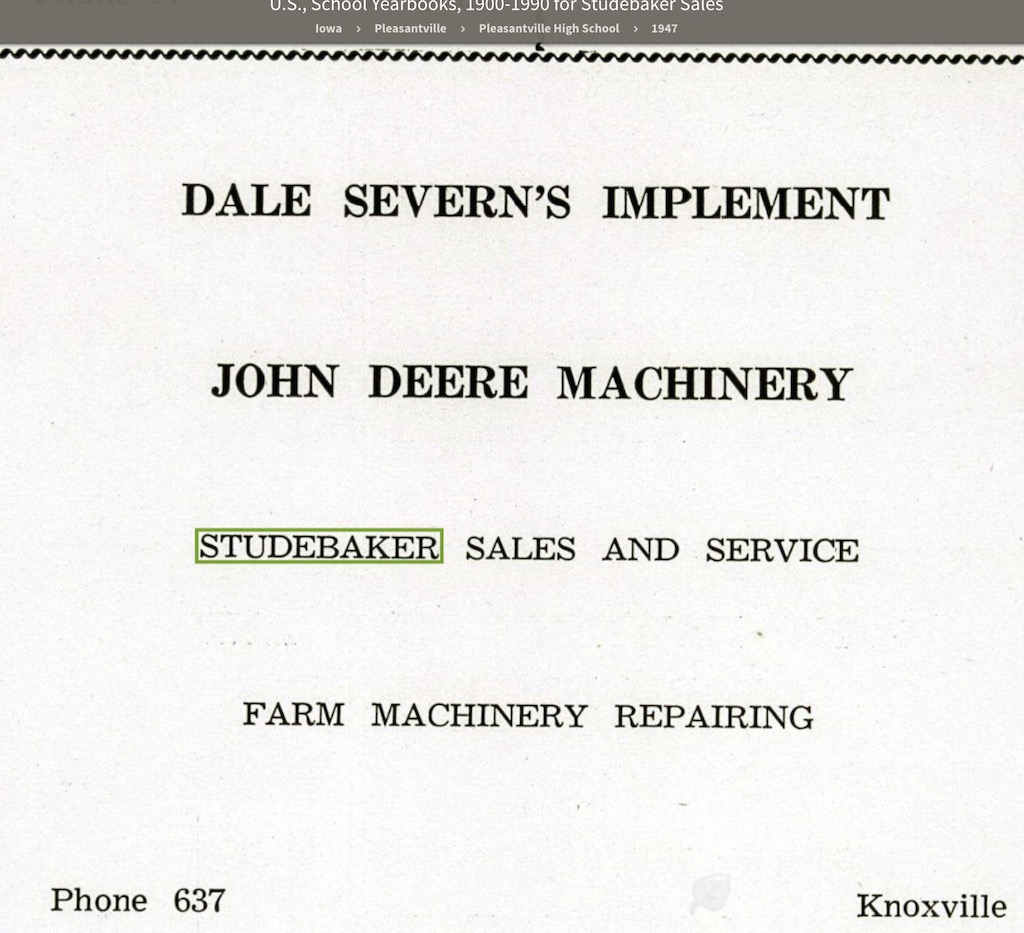 U.S., School Yearbooks, 1900-1990 for Studebaker Sales
Iowa › Pleasantville › Pleasantville High School › 1947
DALE SEVERN'S IMPLEMENT
JOHN DEERE MACHINERY
STUDEBAKER SALES AND SERVICE
FARM MACHINERY REPAIRING
Phone 637 Knoxville